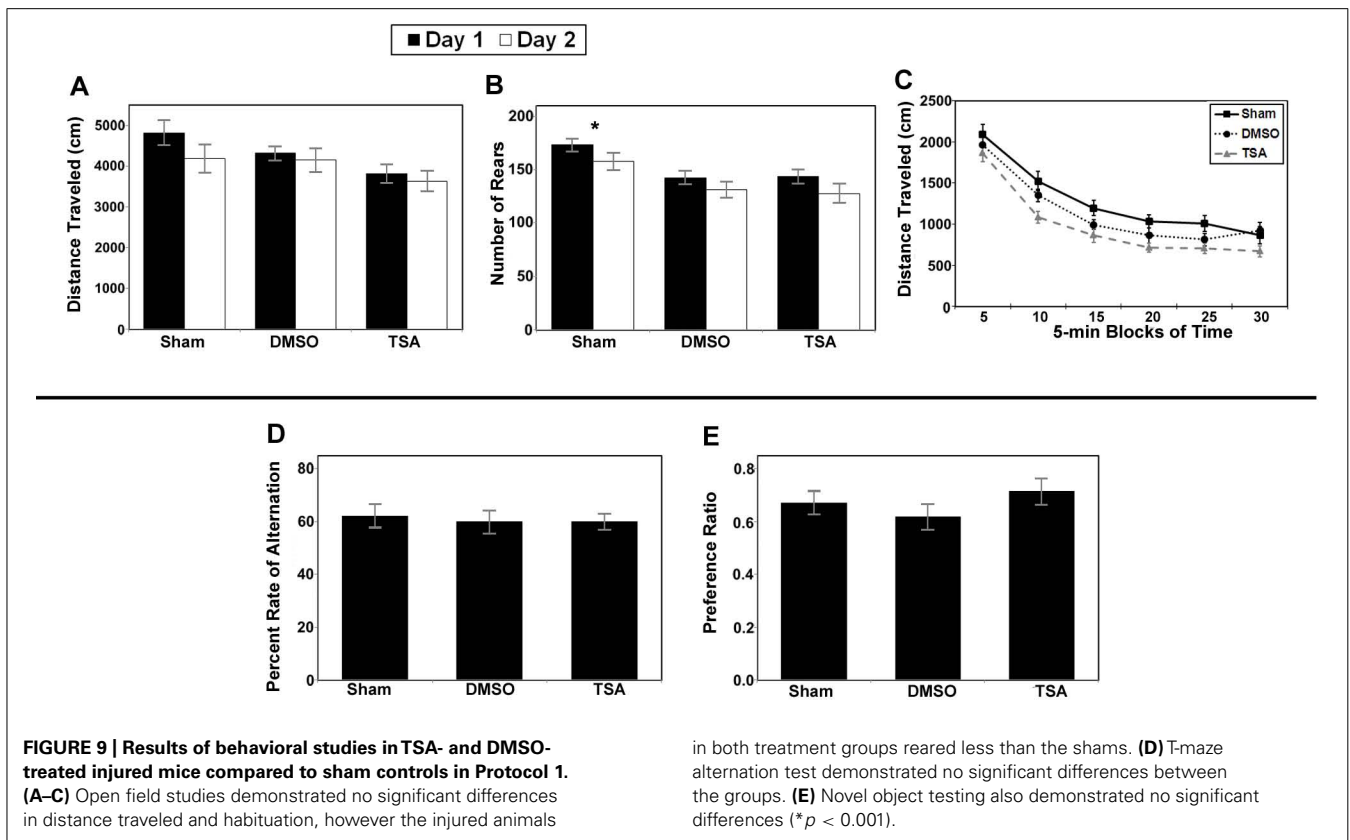 ■ Day 1 □ Day 2
A
Distance Traveled (cm)
5000
4000
3000
2000
1000
0
Sham DMSO TSA
B
Number of Rears
200
150
100
50
0
*
Sham DMSO TSA
C
Distance Traveled (cm)
2500
2000
1500
1000
500
0
Sham
DMSO
TSA
5 10 15 20 25 30
5-min Blocks of Time
D
Percent Rate of Alternation
80
60
40
20
0
Sham DMSO TSA
E
Preference Ratio
0.8
0.6
0.4
0.2
0.0
Sham DMSO TSA
FIGURE 9 | Results of behavioral studies in TSA- and DMSO-
treated injured mice compared to sham controls in Protocol 1.
(A–C) Open field studies demonstrated no significant differences
in distance traveled and habituation, however the injured animals
in both treatment groups reared less than the shams. (D) T-maze
alternation test demonstrated no significant differences between
the groups. (E) Novel object testing also demonstrated no significant
differences (*p < 0.001).